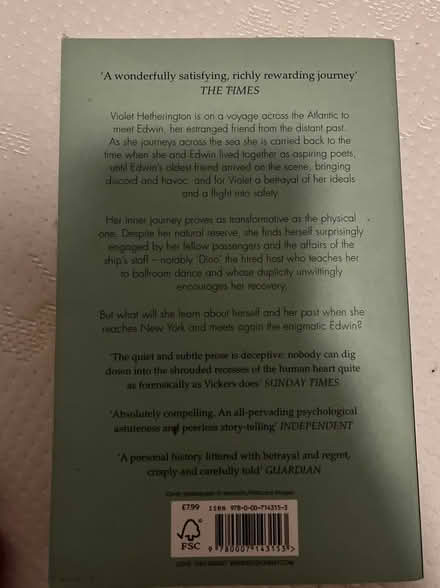 'A wonderfully satisfying, richly rewarding journey'
THE TIMES
Violet Hetherington is on a voyage across the Atlantic to
meet Edwin, her estranged friend from the distant past.
As she journeys across the sea she is carried back to the
time when she and Edwin lived together as aspiring poets,
until Edwin's oldest friend arrived on the scene, bringing
discord and havoc, and for Violet a betrayal of her ideals
and a flight into safety.
Her inner journey proves as transformative as the physical
one. Despite her natural reserve, she finds herself surprisingly
engaged by her fellow passengers and the affairs of the
ship's staff – notably 'Dino' the hired host who teaches her
to ballroom dance and whose duplicity unwittingly
encourages her recovery.
But what will she learn about herself and her past when she
reaches New York and meets again the enigmatic Edwin?
'The quiet and subtle prose is deceptive: nobody can dig
down into the shrouded recesses of the human heart quite
as forensically as Vickers does' SUNDAY TIMES
'Absolutely compelling. An all-pervading psychological
astuteness and peerless story-telling' INDEPENDENT
'A personal history littered with betrayal and regret,
crisply and carefully told' GUARDIAN
£7.99
ISBN 978-0-00-714315-3
FSC
9 780007 143153